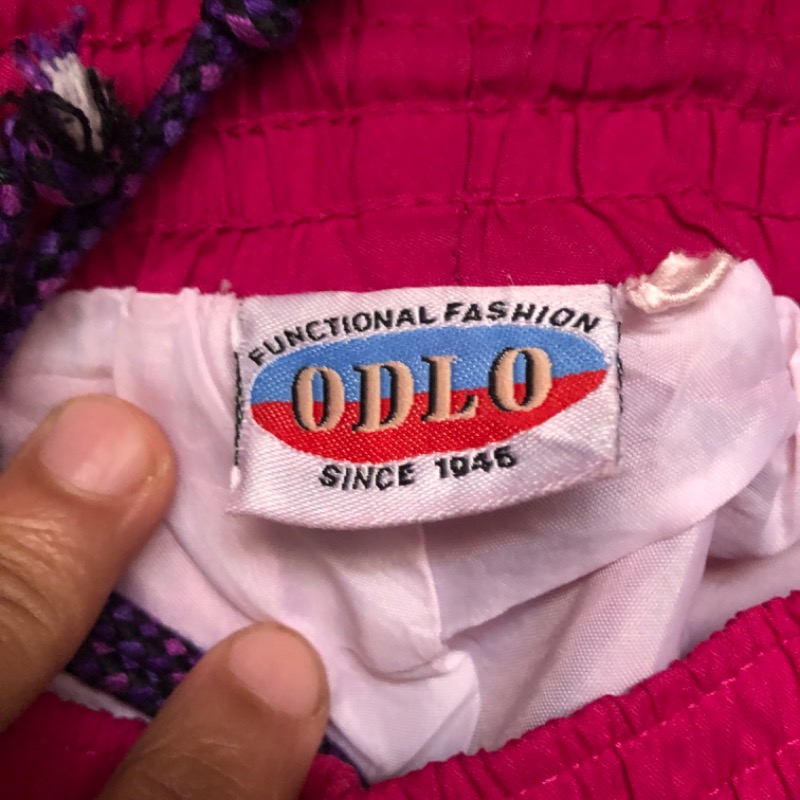 FUNCTIONAL FASHION
ODLO
SINCE 1946